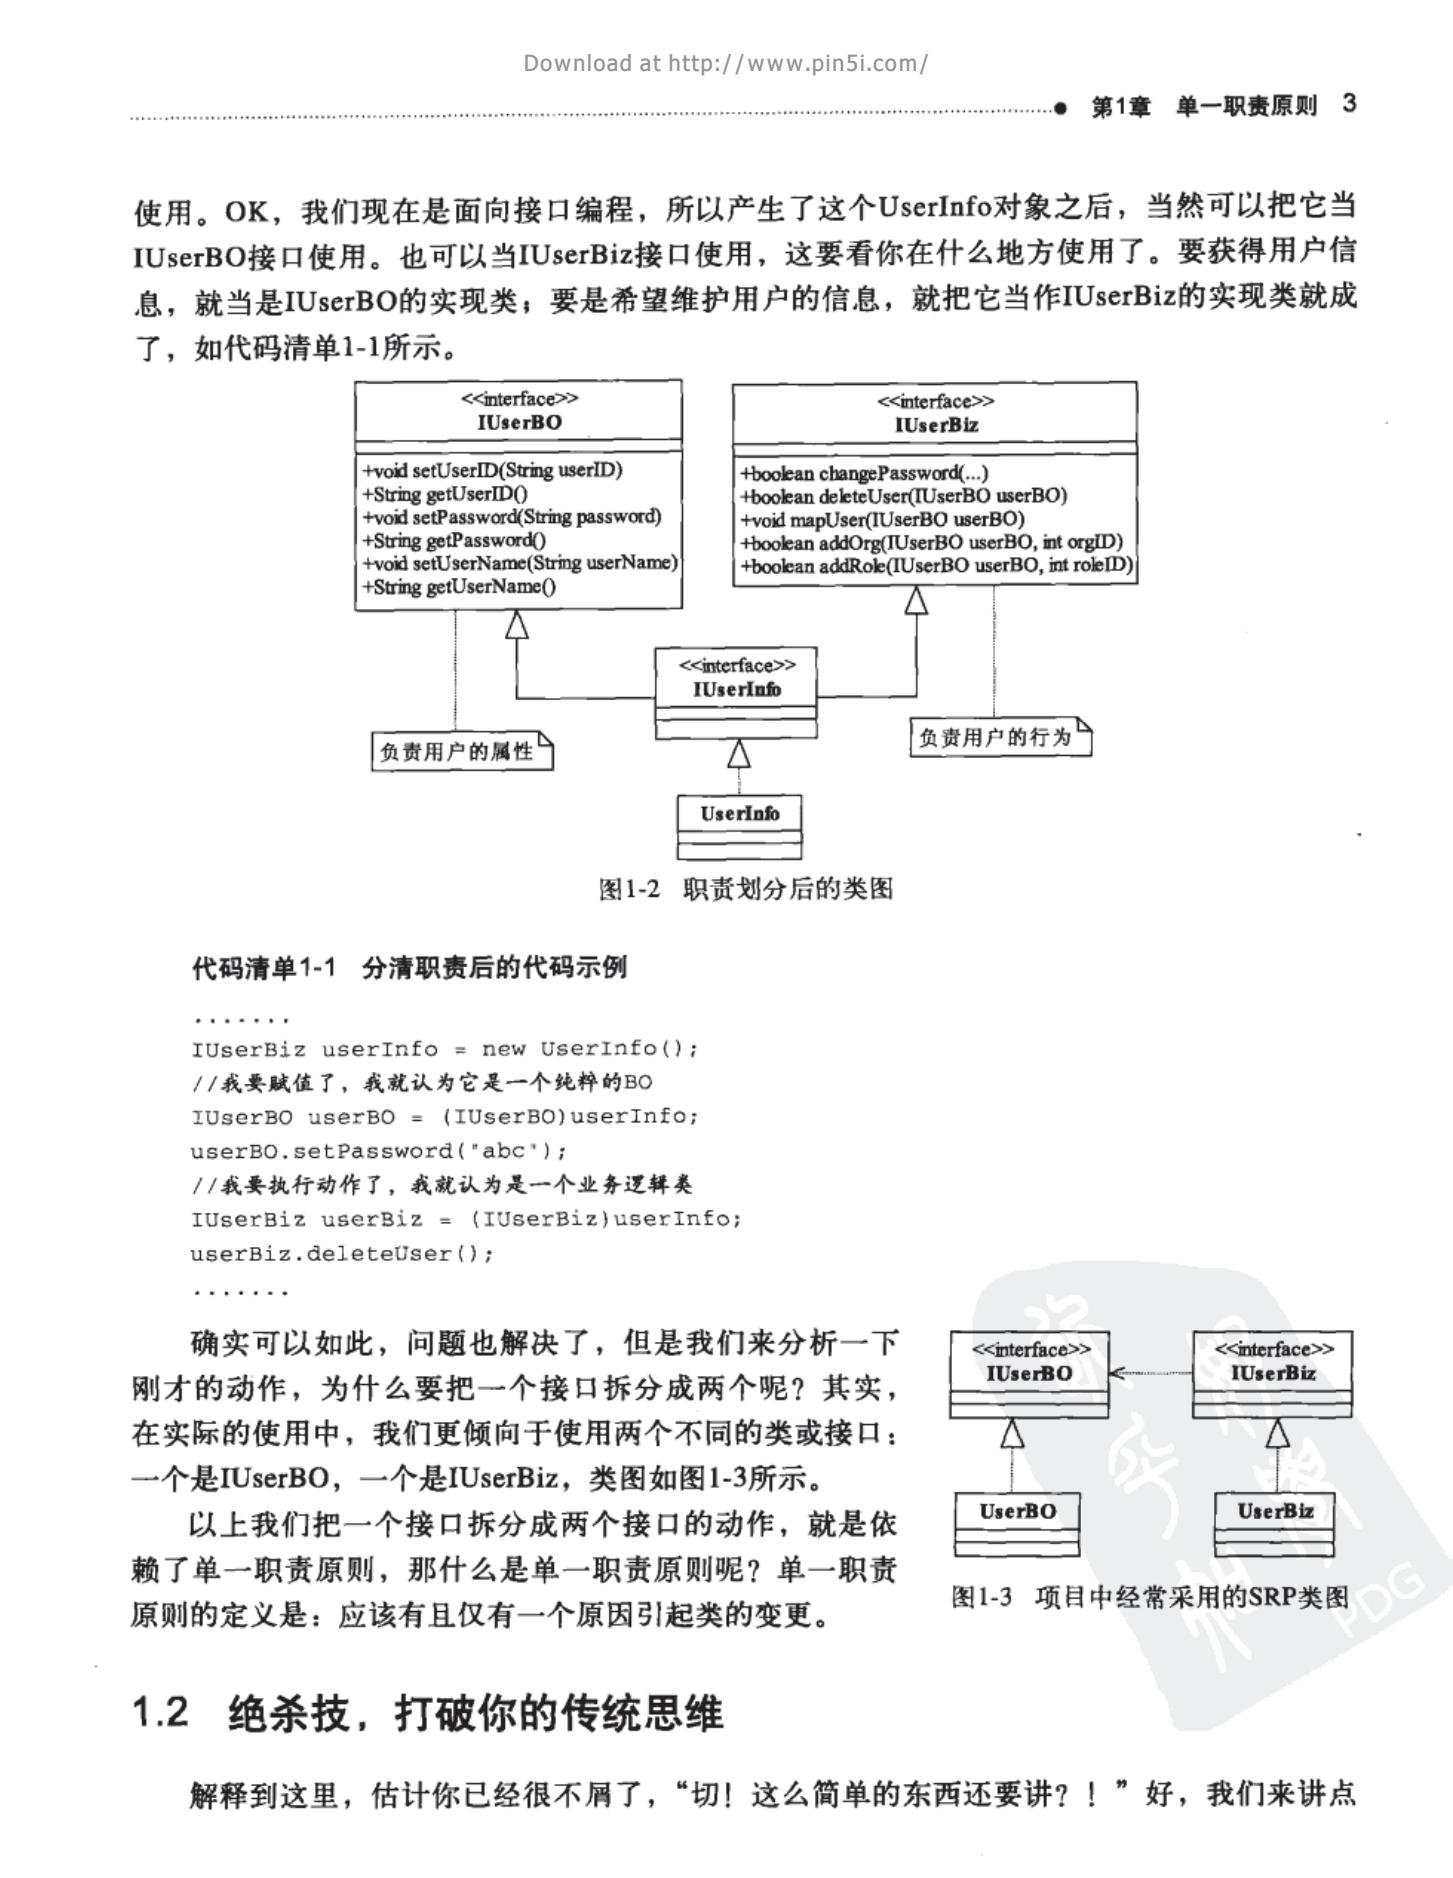 Download at http://www.pin5i.com/
第1章 单一职责原则 3
使用。OK，我们现在是面向接口编程，所以产生了这个UserInfo对象之后，当然可以把它当
IUserBO接口使用。也可以当IUserBiz接口使用，这要看你在什么地方使用了。要获得用户信
息，就当是IUserBO的实现类；要是希望维护用户的信息，就把它当作IUserBiz的实现类就成
了，如代码清单1-1所示。
<<interface>>
IUserBO
+void setUserID(String userID)
+String getUserID()
+void setPassword(String password)
+String getPassword()
+void setUserName(String userName)
+String getUserName()
<<interface>>
IUserBiz
+boolean changePassword(...)
+boolean deleteUser(IUserBO userBO)
+void mapUser(IUserBO userBO)
+boolean addOrg(IUserBO userBO, int orgID)
+boolean addRole(IUserBO userBO, int roleID)
<<interface>>
IUserInfo
负责用户的属性
负责用户的行为
UserInfo
图1-2 职责划分后的类图
代码清单1-1 分清职责后的代码示例
.......
IUserBiz userInfo = new UserInfo();
//我要赋值了，我就认为它是一个纯粹的BO
IUserBO userBO = (IUserBO)userInfo;
userBO.setPassword("abc");
//我要执行动作了，我就认为是一个业务逻辑类
IUserBiz userBiz = (IUserBiz)userInfo;
userBiz.deleteUser();
.......
确实可以如此，问题也解决了，但是我们来分析一下
刚才的动作，为什么要把一个接口拆分成两个呢？其实，
在实际的使用中，我们更倾向于使用两个不同的类或接口：
一个是IUserBO，一个是IUserBiz，类图如图1-3所示。
以上我们把一个接口拆分成两个接口的动作，就是依
赖了单一职责原则，那什么是单一职责原则呢？单一职责
原则的定义是：应该有且仅有一个原因引起类的变更。
<<interface>>
IUserBO
<<interface>>
IUserBiz
UserBO
UserBiz
图1-3 项目中经常采用的SRP类图
PDG
1.2 绝杀技，打破你的传统思维
解释到这里，估计你已经很不屑了，“切！这么简单的东西还要讲？！”好，我们来讲点